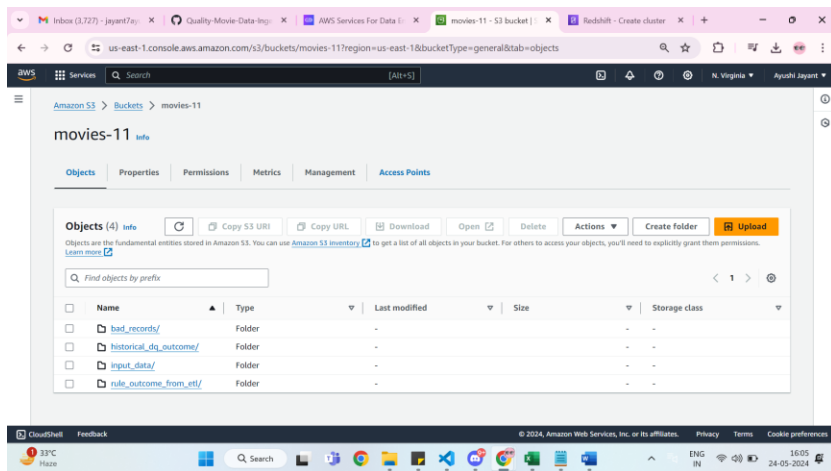 Inbox (3,727) - jayant7ay
Quality-Movie-Data-Inge
AWS Services For Data E
movies-11 - S3 bucket | S
Redshift - Create cluster
us-east-1.console.aws.amazon.com/s3/buckets/movies-11?region=us-east-1&bucketType=general&tab=objects
aws
Services
Search
[Alt+S]
N. Virginia ▼
Ayushi Jayant ▼
Amazon S3 > Buckets > movies-11
movies-11 Info
Objects
Properties
Permissions
Metrics
Management
Access Points
Objects (4) Info
Copy S3 URI
Copy URL
Download
Open
Delete
Actions ▼
Create folder
Upload
Objects are the fundamental entities stored in Amazon S3. You can use Amazon S3 inventory to get a list of all objects in your bucket. For others to access your objects, you'll need to explicitly grant them permissions.
Learn more
Find objects by prefix
< 1 >
Name ▲ Type Last modified Size Storage class
bad_records/ Folder - - -
historical_dq_outcome/ Folder - - -
input_data/ Folder - - -
rule_outcome_from_etl/ Folder - - -
CloudShell
Feedback
© 2024, Amazon Web Services, Inc. or its affiliates.
Privacy
Terms
Cookie preferences
33°C
Haze
Search
ENG
IN
16:05
24-05-2024